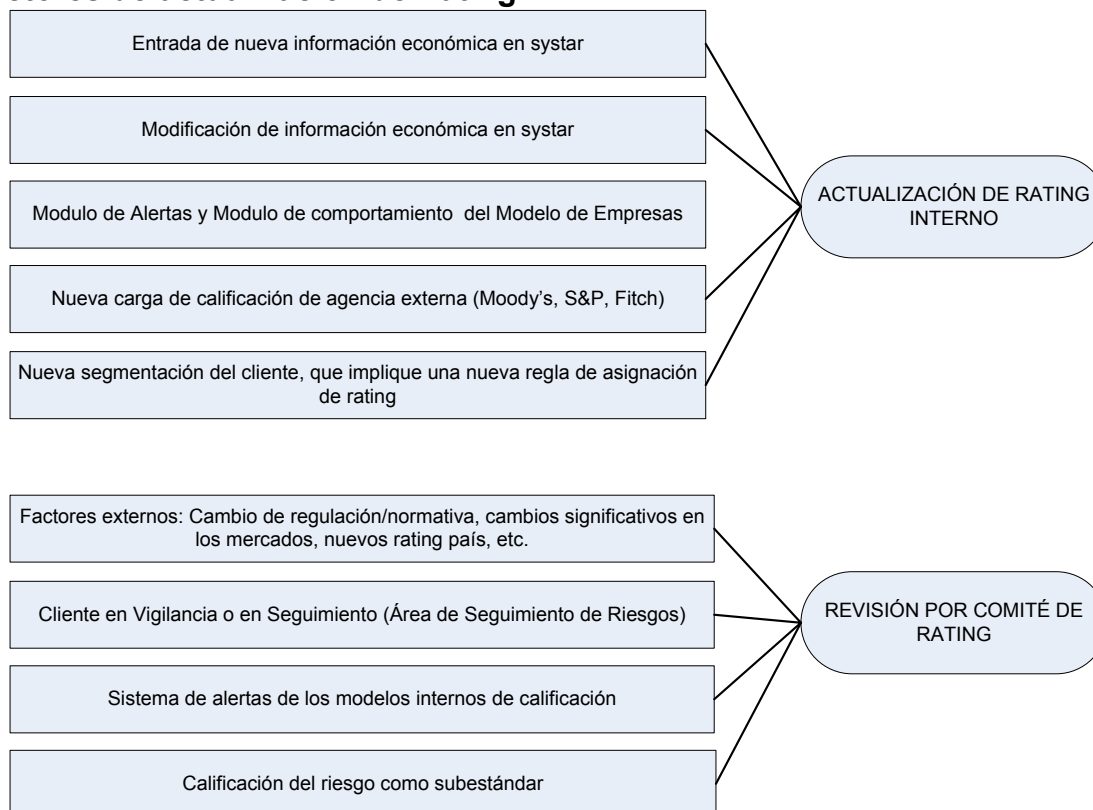 Entrada de nueva información económica en systar
Modificación de información económica en systar
Modulo de Alertas y Modulo de comportamiento del Modelo de Empresas
Nueva carga de calificación de agencia externa (Moody's, S&P, Fitch)
Nueva segmentación del cliente, que implique una nueva regla de asignación
de rating
ACTUALIZACIÓN DE RATING
INTERNO
Factores externos: Cambio de regulación/normativa, cambios significativos en
los mercados, nuevos rating país, etc.
Cliente en Vigilancia o en Seguimiento (Área de Seguimiento de Riesgos)
Sistema de alertas de los modelos internos de calificación
Calificación del riesgo como subestándar
REVISIÓN POR COMITÉ DE
RATING